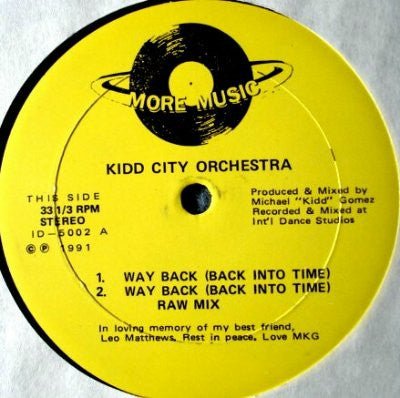 MORE MUSIC
KIDD CITY ORCHESTRA
THIS SIDE
33 1/3 RPM
STEREO
ID-5002 A
© ℗ 1991
Produced & Mixed by
Michael "Kidd" Gomez
Recorded & Mixed at
Int'l Dance Studios
1. WAY BACK (BACK INTO TIME)
2. WAY BACK (BACK INTO TIME)
RAW MIX
In loving memory of my best friend,
Leo Matthews. Rest in peace, Love MKG